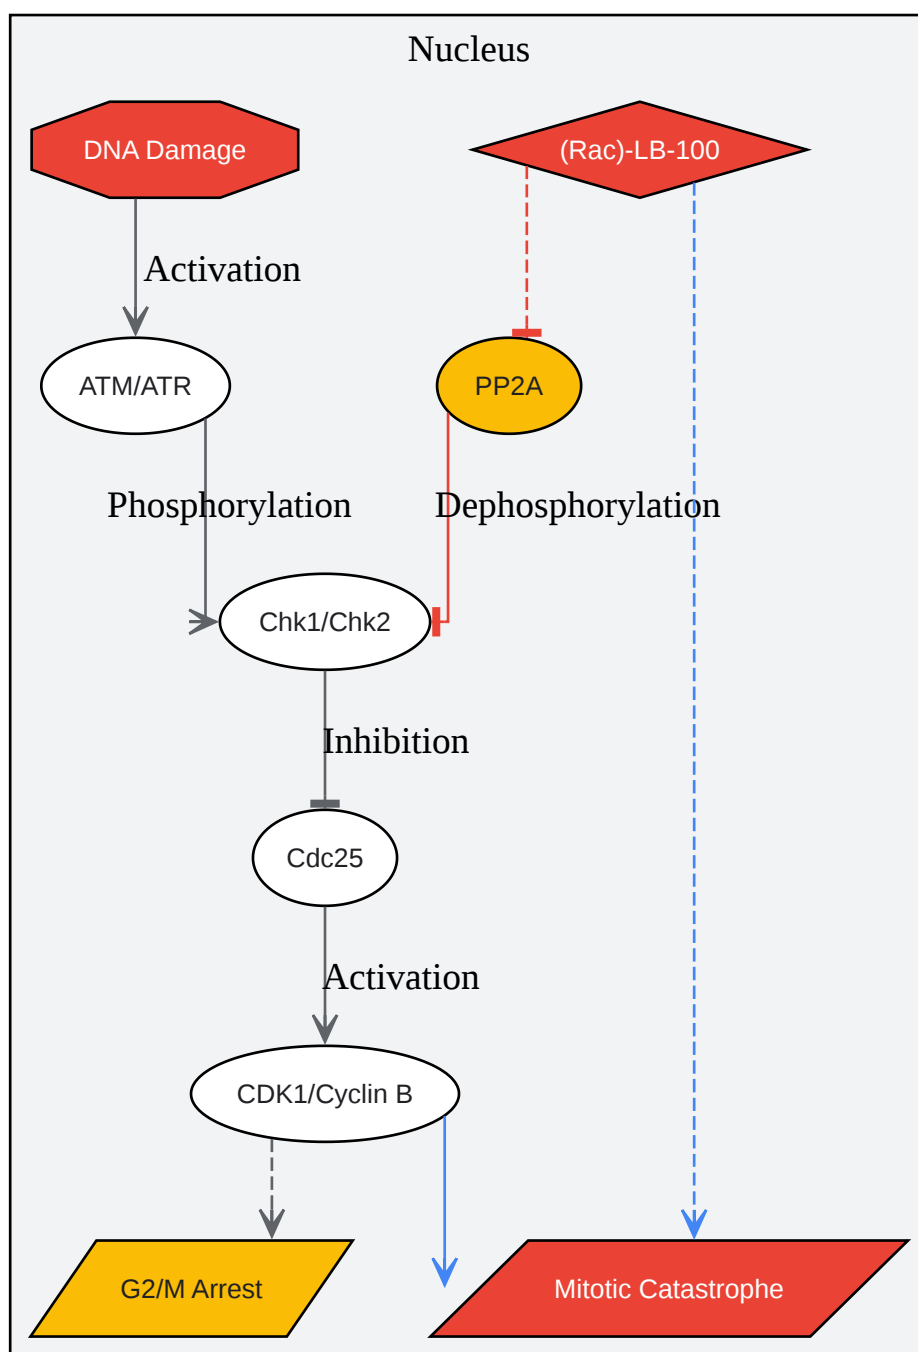 Nucleus
DNA Damage
(Rac)-LB-100
Activation
ATM/ATR
PP2A
Phosphorylation
Dephosphorylation
Chk1/Chk2
Inhibition
Cdc25
Activation
CDK1/Cyclin B
G2/M Arrest
Mitotic Catastrophe